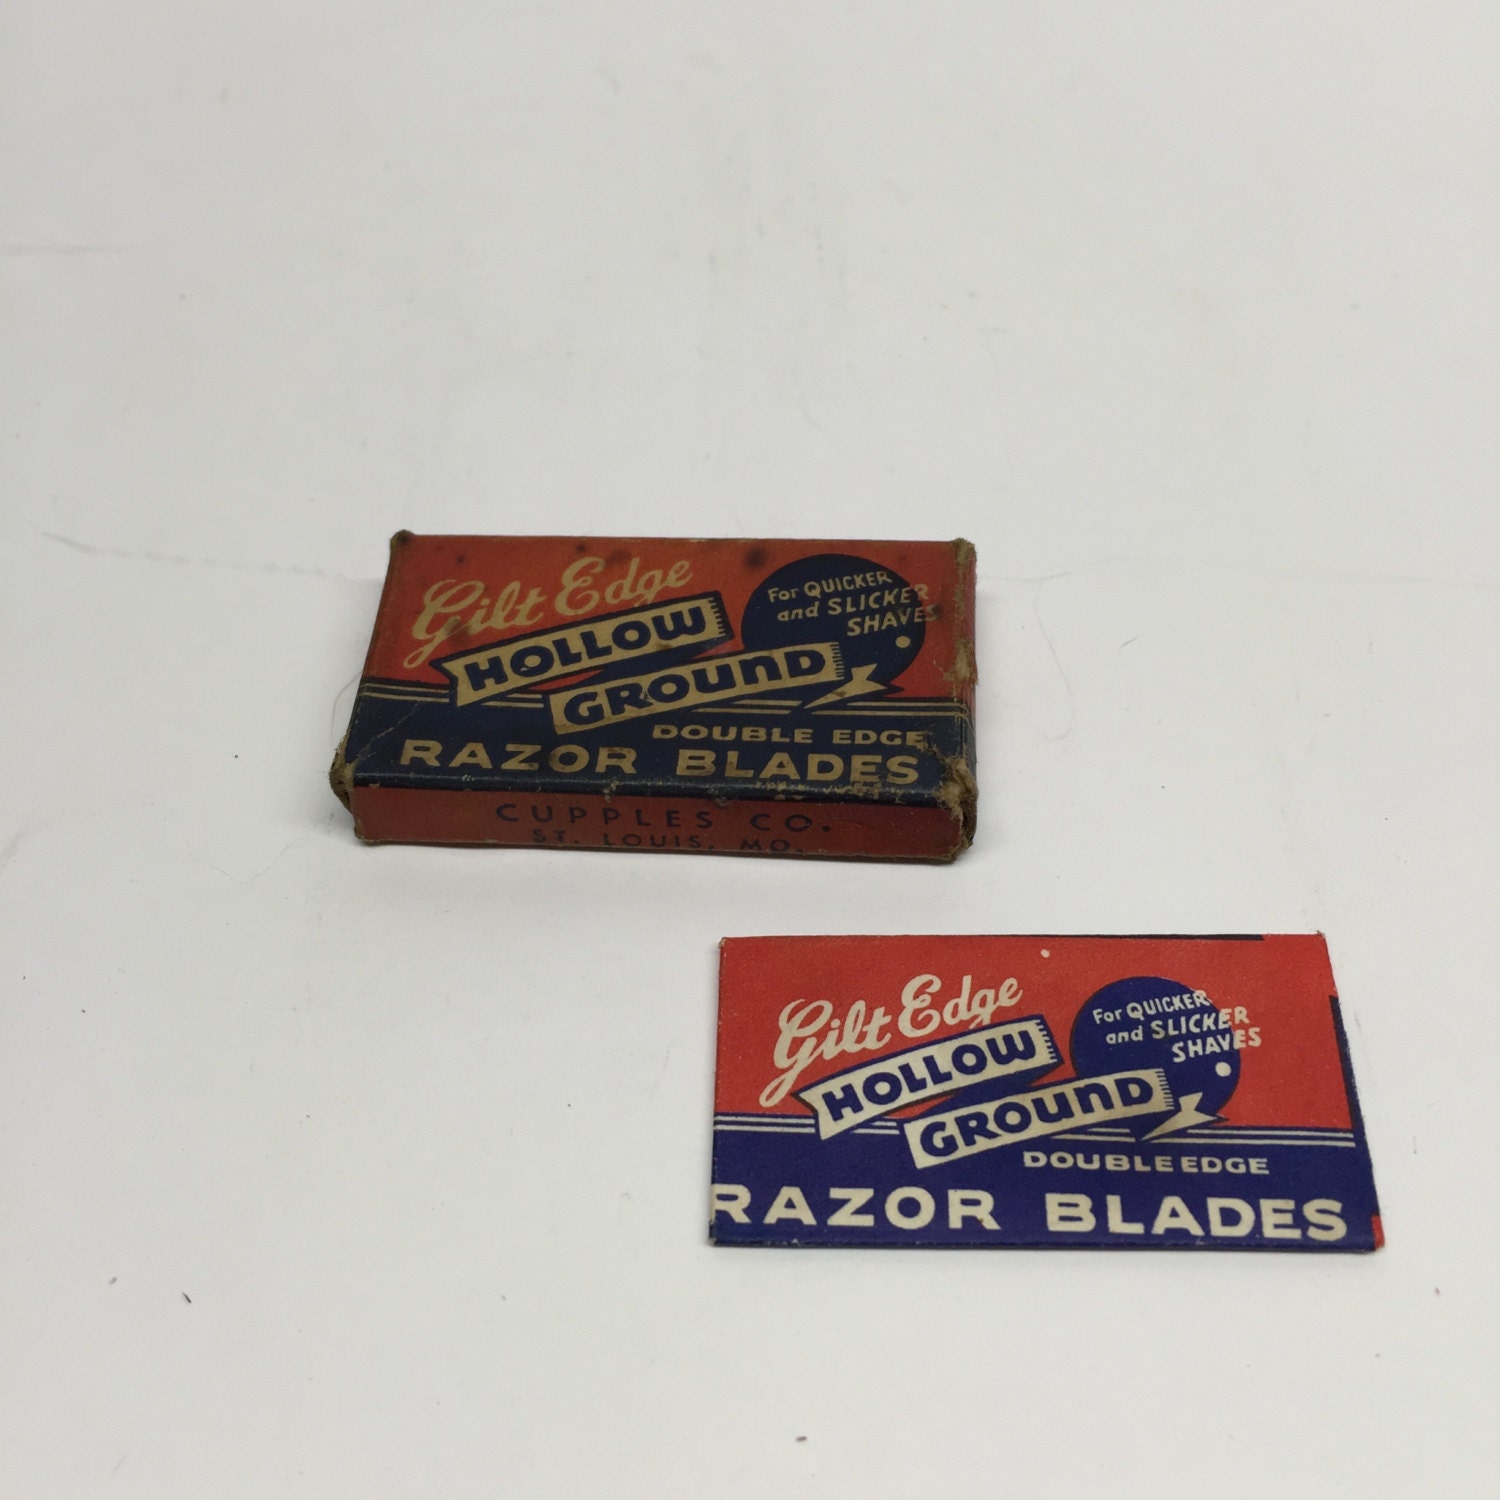 Gilt Edge
HOLLOW
GROUND
For QUICKER
and SLICKER
SHAVES
DOUBLE EDGE
RAZOR BLADES
CUPPLES CO.
ST. LOUIS, MO.
Gilt Edge
HOLLOW
GROUND
For QUICKER
and SLICKER
SHAVES
DOUBLE EDGE
RAZOR BLADES